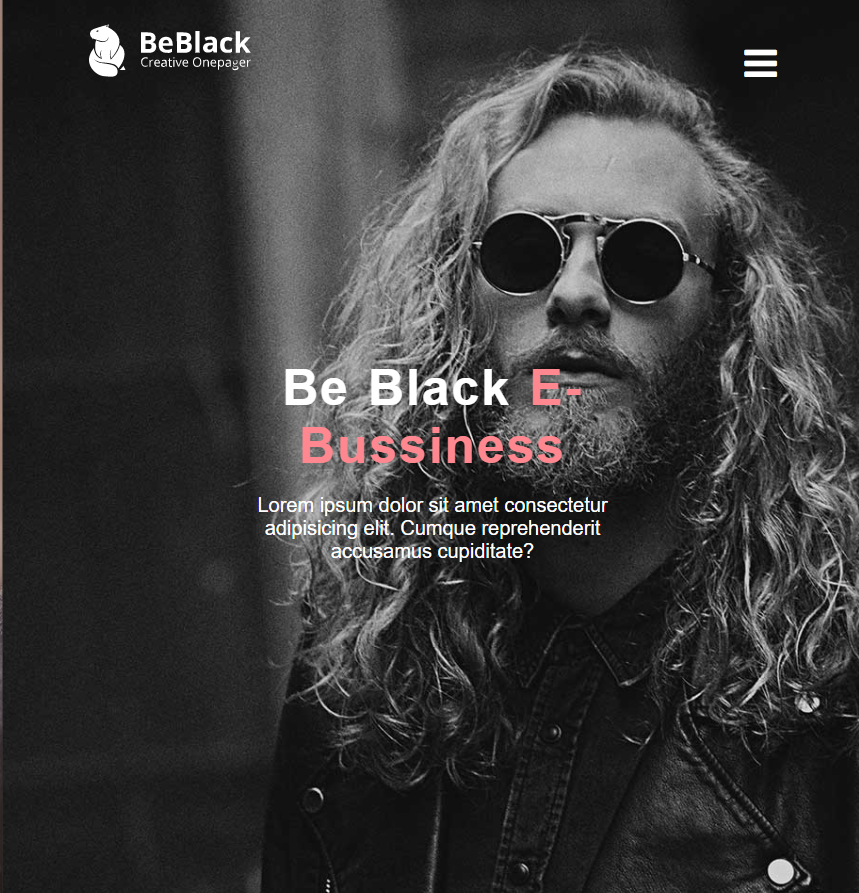 BeBlack
Creative Onepager
Be Black E-
Bussiness
Lorem ipsum dolor sit amet consectetur
adipisicing elit. Cumque reprehenderit
accusamus cupiditate?